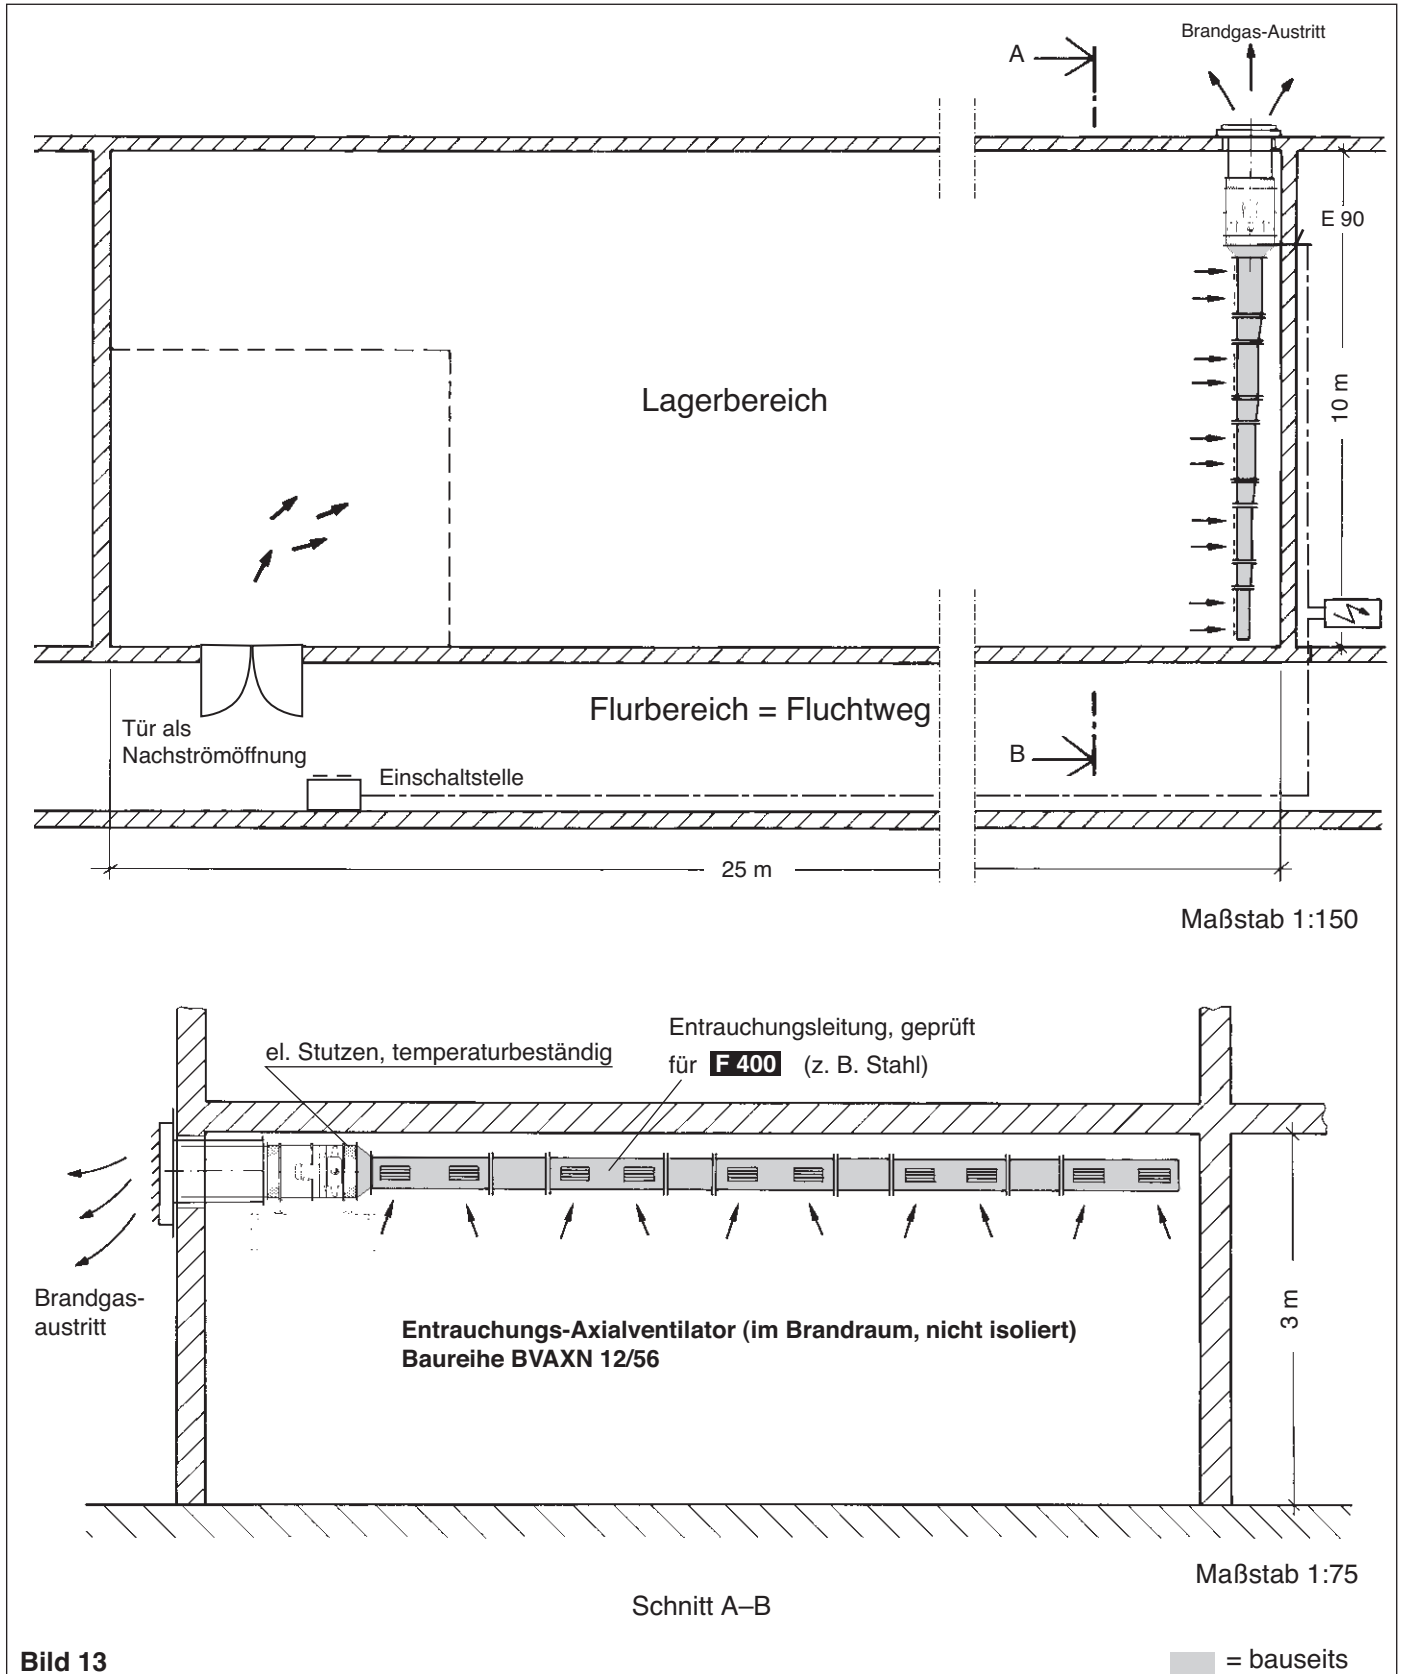 Brandgas-Austritt
A
E 90
10 m
Lagerbereich
Flurbereich = Fluchtweg
Tür als
Nachströmöffnung
Einschaltstelle
B
25 m
Maßstab 1:150
Entrauchungsleitung, geprüft
für F 400 (z. B. Stahl)
el. Stutzen, temperaturbeständig
Brandgas-
austritt
3 m
Entrauchungs-Axialventilator (im Brandraum, nicht isoliert)
Baureihe BVAXN 12/56
Maßstab 1:75
Schnitt A–B
Bild 13
= bauseits